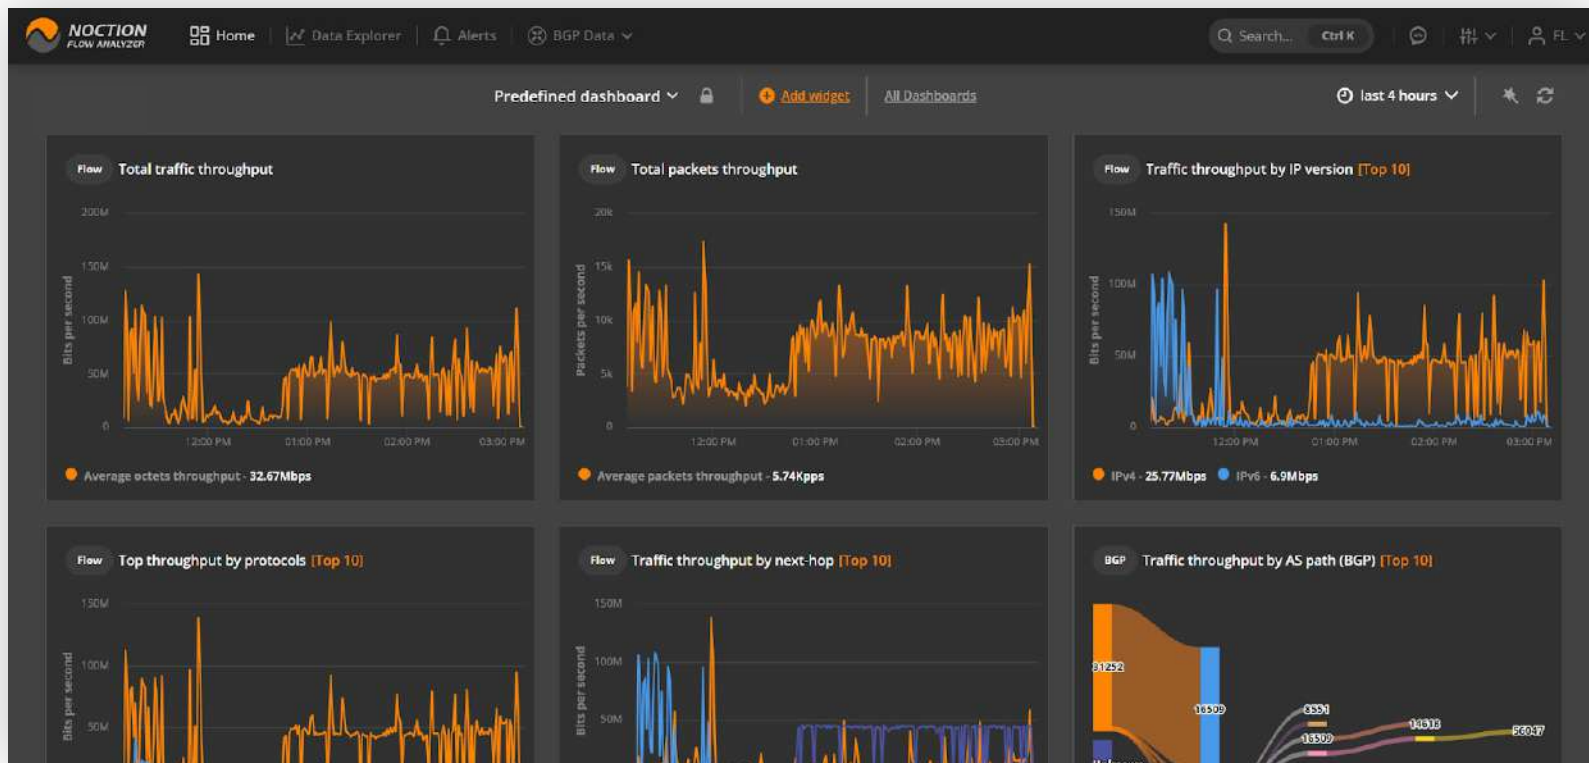 NOCTION
FLOW ANALYZER
Home
Data Explorer
Alerts
BGP Data
Search...
Ctrl K
FL
Predefined dashboard
Add widget
All Dashboards
last 4 hours
Flow Total traffic throughput
200M
150M
100M
50M
0
Bits per second
12:00 PM 01:00 PM 02:00 PM 03:00 PM
Average octets throughput - 32.67Mbps
Flow Total packets throughput
20k
15k
10k
5k
0
Packets per second
12:00 PM 01:00 PM 02:00 PM 03:00 PM
Average packets throughput - 5.74Kpps
Flow Traffic throughput by IP version [Top 10]
150M
100M
50M
0
Bits per second
12:00 PM 01:00 PM 02:00 PM 03:00 PM
IPv4 - 25.77Mbps IPv6 - 6.9Mbps
Flow Top throughput by protocols [Top 10]
150M
100M
50M
Bits per second
Flow Traffic throughput by next-hop [Top 10]
150M
100M
50M
Bits per second
BGP Traffic throughput by AS path (BGP) [Top 10]
31252
16509
8551
16509
14618
56047